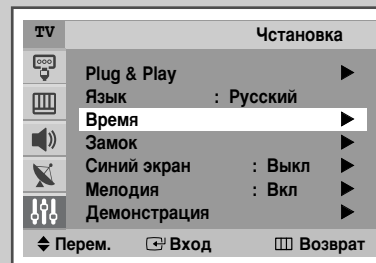 TV Чстановка
Plug & Play
Язык : Русский
Время
Замок
Синий экран : Выкл
Мелодия : Вкл
Демонстрация
Перем. Вход Возврат